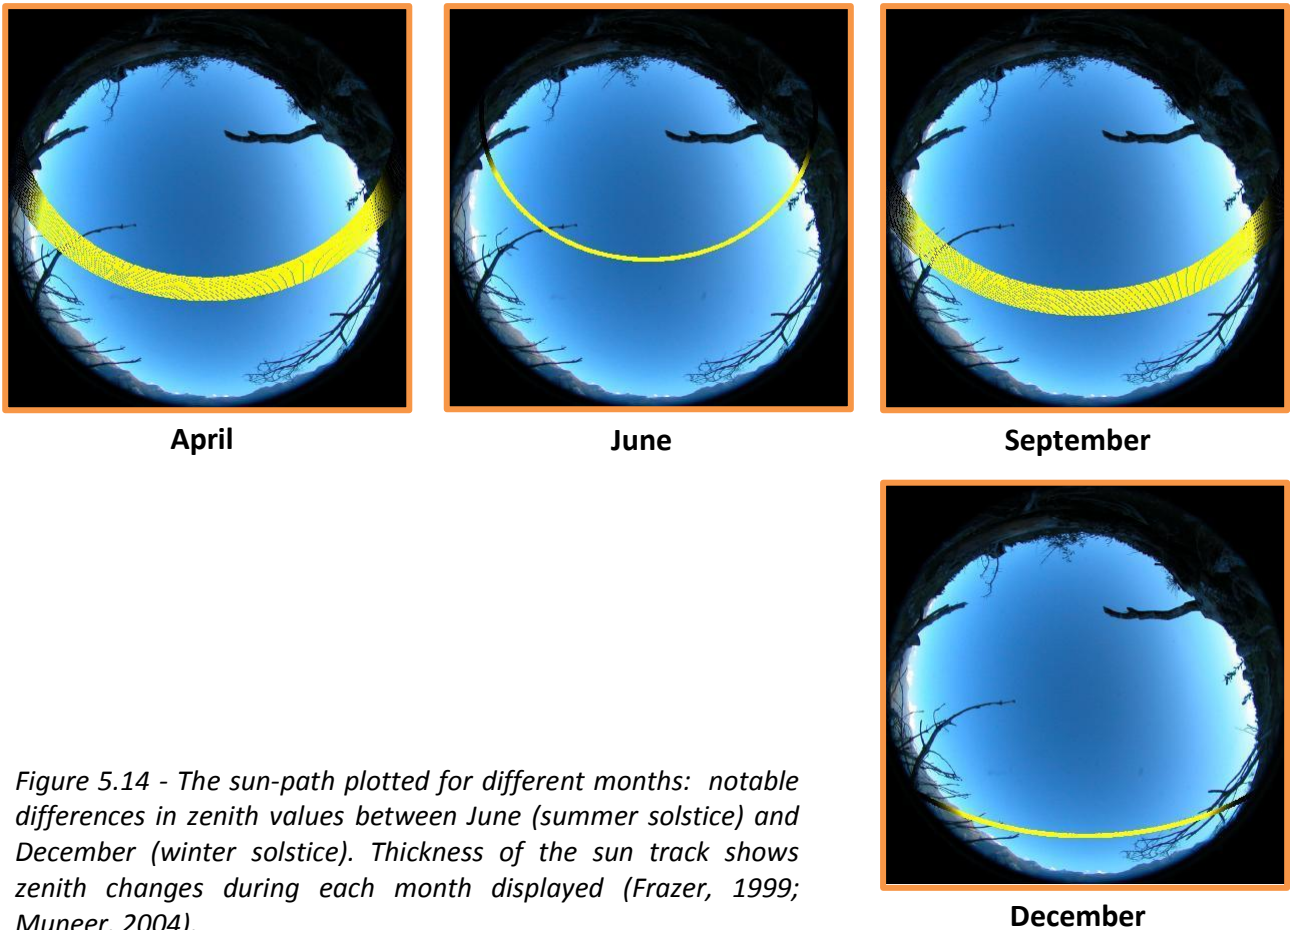 April
June
September
Figure 5.14 - The sun-path plotted for different months: notable
differences in zenith values between June (summer solstice) and
December (winter solstice). Thickness of the sun track shows
zenith changes during each month displayed (Frazer, 1999;
Muneer, 2004).
December